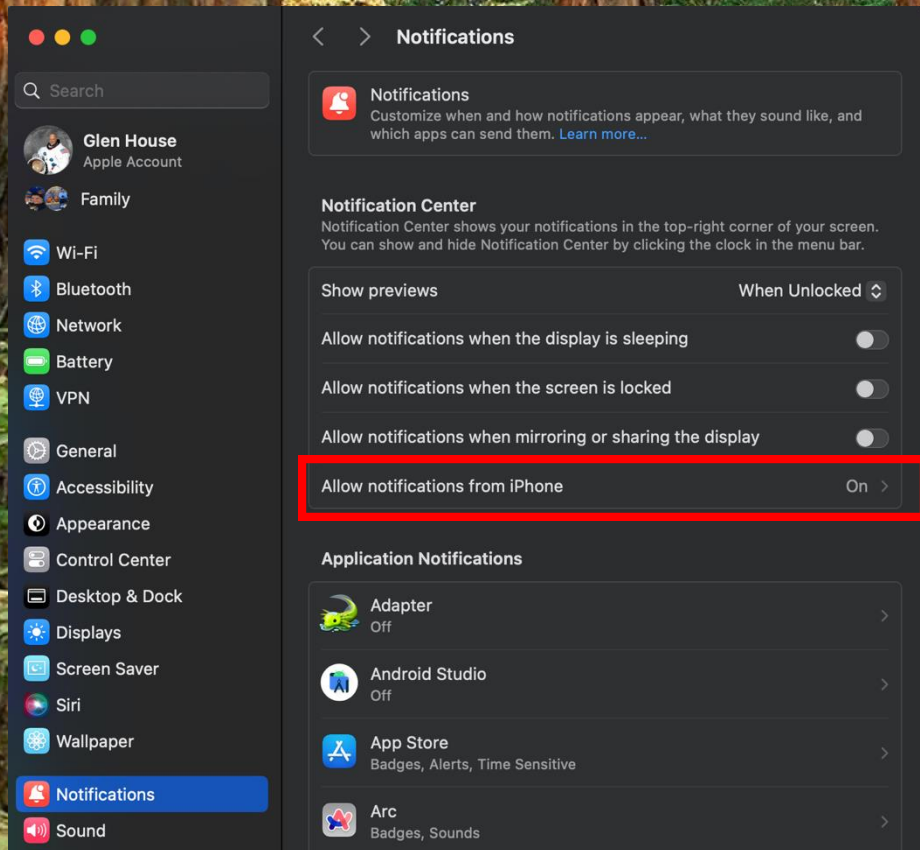 Search
Glen House
Apple Account
Family
Wi-Fi
Bluetooth
Network
Battery
VPN
General
Accessibility
Appearance
Control Center
Desktop & Dock
Displays
Screen Saver
Siri
Wallpaper
Notifications
Sound
Notifications
Notifications
Customize when and how notifications appear, what they sound like, and
which apps can send them. Learn more...
Notification Center
Notification Center shows your notifications in the top-right corner of your screen.
You can show and hide Notification Center by clicking the clock in the menu bar.
Show previews When Unlocked
Allow notifications when the display is sleeping
Allow notifications when the screen is locked
Allow notifications when mirroring or sharing the display
Allow notifications from iPhone On
Application Notifications
Adapter
Off
Android Studio
Off
App Store
Badges, Alerts, Time Sensitive
Arc
Badges, Sounds